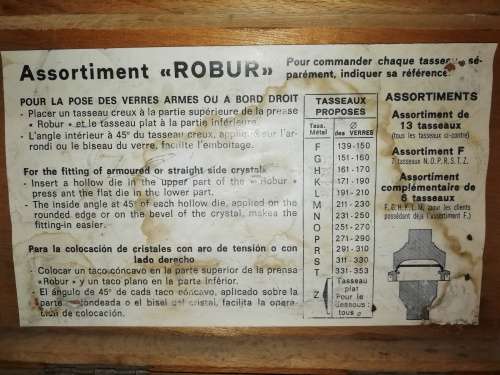 Assortiment «ROBUR»
Pour commander chaque tasseau sé-
parément, indiquer sa référence.
POUR LA POSE DES VERRES ARMES OU A BORD DROIT
- Placer un tasseau creux à la partie supérieure de la presse
« Robur » et le tasseau plat à la partie inférieure.
- L'angle intérieur à 45° du tasseau creux, appliqué sur l'ar-
rondi ou le biseau du verre, facilite l'emboîtage.
For the fitting of armoured or straight side crystals
- Insert a hollow die in the upper part of the « Robur »
press ant the flat die in the lower part.
- The inside angle at 45° of each hollow die, applied on the
rounded edge or on the bevel of the crystal, makes the
fitting-in easier.
Para la colocación de cristales con aro de tensión o con
lado derecho
- Colocar un taco concavo en la parte superior de la prensa
« Robur » y un taco plano en la parte inférior.
- El ángulo de 45° de cada taco concavo, aplicado sobre la
parte redondeada o el bisel del cristal, facilita la opera-
tion de colocación.
TASSEAUX
PROPOSES
Tass. Métal | Ø des VERRES
F 139-150
G 151-160
H 161-170
K 171-190
L 191-210
M 211-230
N 231-250
O 251-270
P 271-290
R 291-310
S 311-330
T 331-353
Z Tasseau
plat
Pour le
dessous :
tous ø
ASSORTIMENTS
Assortiment de
13 tasseaux
(tous les tasseaux ci-contre)
Assortiment F
7 tasseaux N.O.P.R.S.T.Z.
Assortiment
complémentaire de
6 tasseaux
F.G.H.K.L.M. (pour les clients
possédant déjà l'assortiment F.)